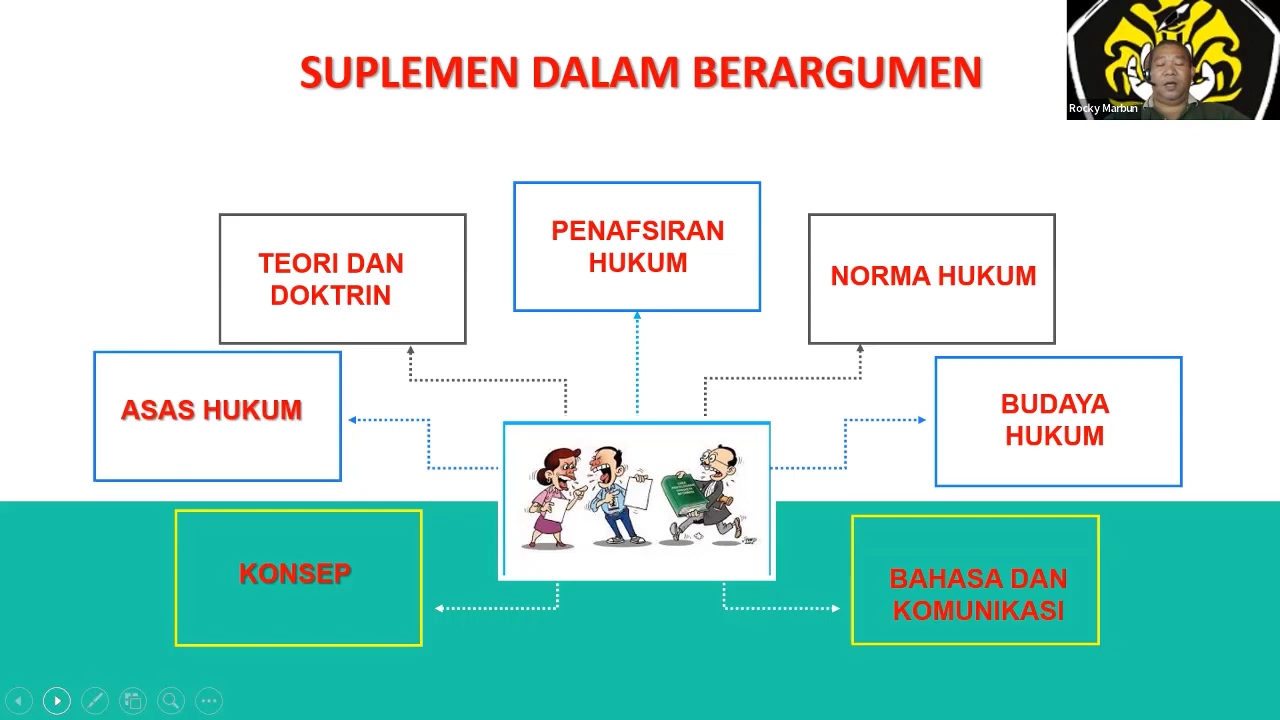 SUPLEMEN DALAM BERARGUMEN
Rocky Marbun
PENAFSIRAN
HUKUM
TEORI DAN
DOKTRIN
NORMA HUKUM
ASAS HUKUM
BUDAYA
HUKUM
KONSEP
BAHASA DAN
KOMUNIKASI